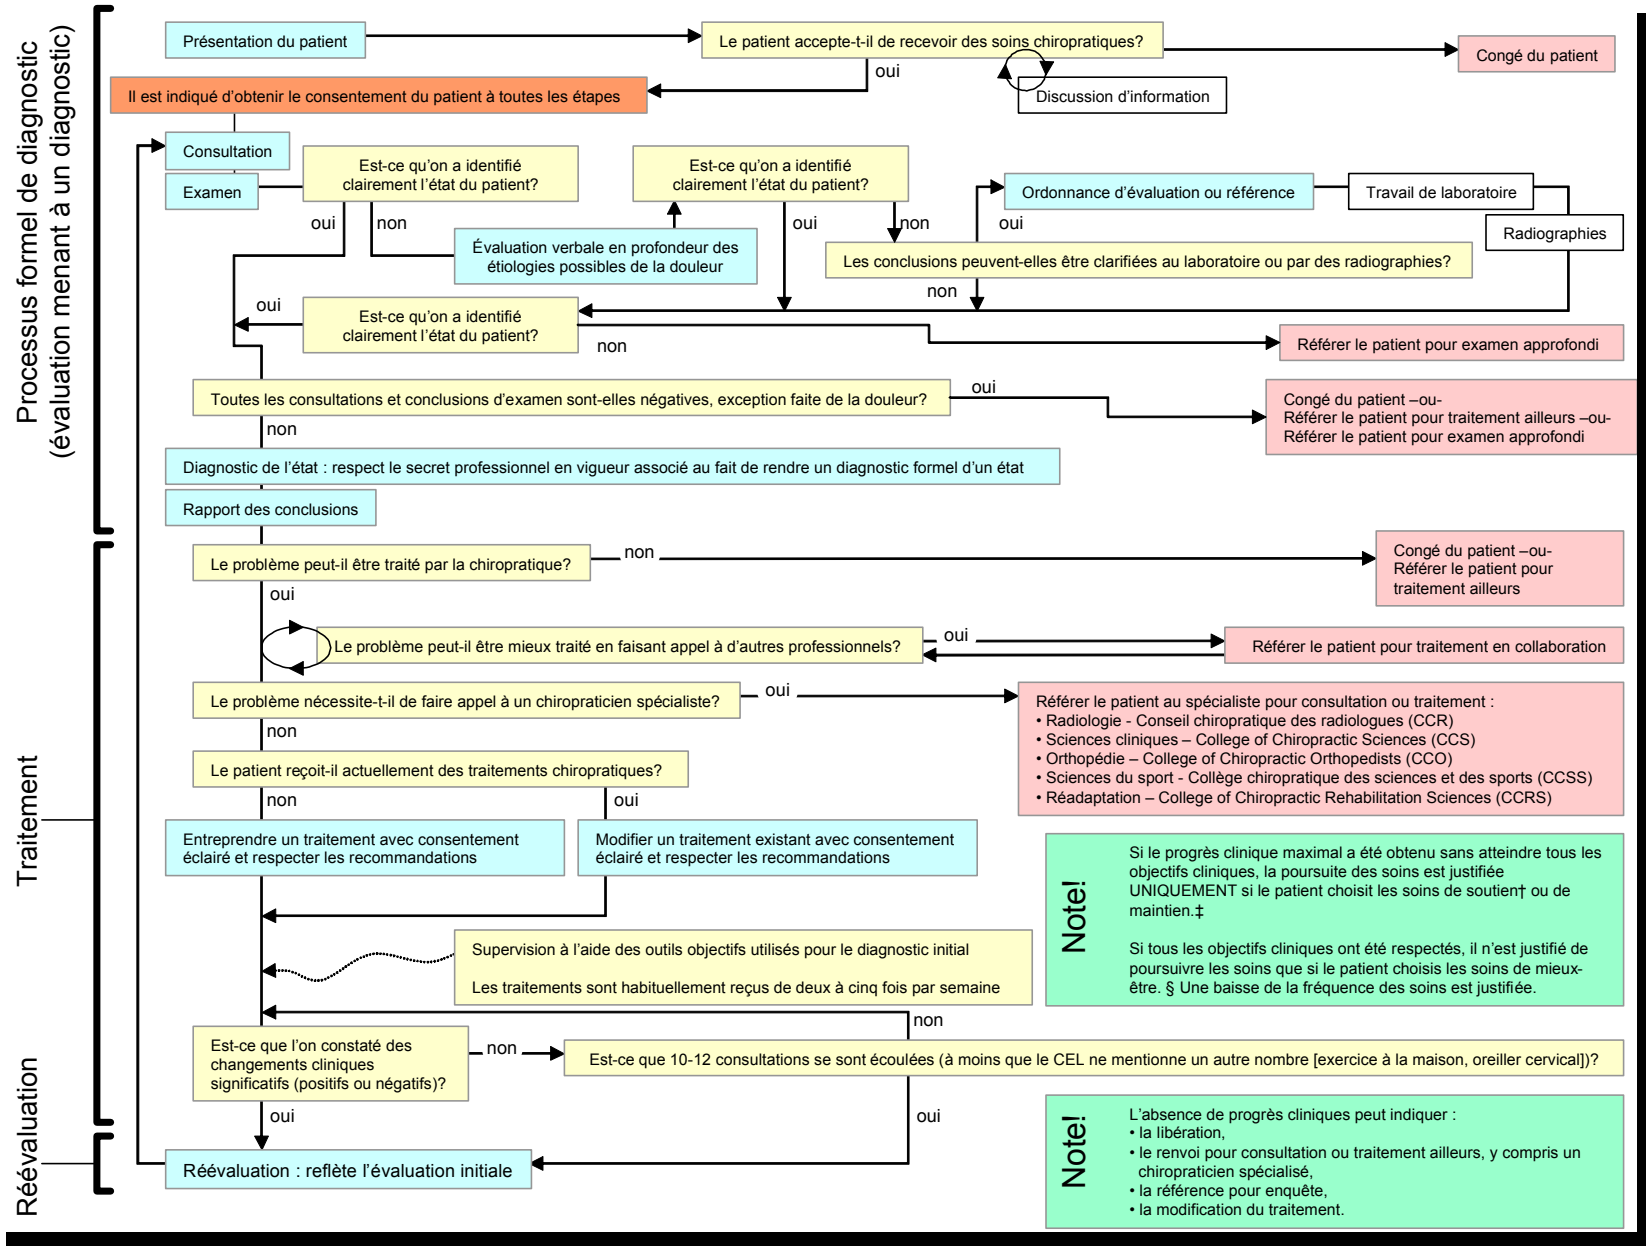 Processus formel de diagnostic
(évaluation menant à un diagnostic)
Présentation du patient
Le patient accepte-t-il de recevoir des soins chiropratiques?
Congé du patient
oui
Il est indiqué d'obtenir le consentement du patient à toutes les étapes
Discussion d'information
Consultation
Examen
Est-ce qu'on a identifié
clairement l'état du patient?
Est-ce qu'on a identifié
clairement l'état du patient?
Ordonnance d'évaluation ou référence
Travail de laboratoire
Radiographies
oui
non
oui
non
oui
Évaluation verbale en profondeur des
étiologies possibles de la douleur
Les conclusions peuvent-elles être clarifiées au laboratoire ou par des radiographies?
non
oui
Est-ce qu'on a identifié
clairement l'état du patient?
non
Référer le patient pour examen approfondi
Toutes les consultations et conclusions d'examen sont-elles négatives, exception faite de la douleur?
oui
Congé du patient –ou-
Référer le patient pour traitement ailleurs –ou-
Référer le patient pour examen approfondi
non
Diagnostic de l'état : respect le secret professionnel en vigueur associé au fait de rendre un diagnostic formel d'un état
Rapport des conclusions
Traitement
Le problème peut-il être traité par la chiropratique?
non
Congé du patient –ou-
Référer le patient pour
traitement ailleurs
oui
Le problème peut-il être mieux traité en faisant appel à d'autres professionnels?
oui
Référer le patient pour traitement en collaboration
Le problème nécessite-t-il de faire appel à un chiropraticien spécialiste?
oui
Référer le patient au spécialiste pour consultation ou traitement :
• Radiologie - Conseil chiropratique des radiologues (CCR)
• Sciences cliniques – College of Chiropractic Sciences (CCS)
• Orthopédie – College of Chiropractic Orthopedists (CCO)
• Sciences du sport - Collège chiropratique des sciences et des sports (CCSS)
• Réadaptation – College of Chiropractic Rehabilitation Sciences (CCRS)
non
Le patient reçoit-il actuellement des traitements chiropratiques?
non
oui
Entreprendre un traitement avec consentement
éclairé et respecter les recommandations
Modifier un traitement existant avec consentement
éclairé et respecter les recommandations
Note!
Si le progrès clinique maximal a été obtenu sans atteindre tous les
objectifs cliniques, la poursuite des soins est justifiée
UNIQUEMENT si le patient choisit les soins de soutien† ou de
maintien.‡
Si tous les objectifs cliniques ont été respectés, il n'est justifié de
poursuivre les soins que si le patient choisis les soins de mieux-
être. § Une baisse de la fréquence des soins est justifiée.
Supervision à l'aide des outils objectifs utilisés pour le diagnostic initial
Les traitements sont habituellement reçus de deux à cinq fois par semaine
non
Est-ce que l'on constaté des
changements cliniques
significatifs (positifs ou négatifs)?
non
Est-ce que 10-12 consultations se sont écoulées (à moins que le CEL ne mentionne un autre nombre [exercice à la maison, oreiller cervical])?
oui
oui
Réévaluation
Réévaluation : reflète l'évaluation initiale
Note!
L'absence de progrès cliniques peut indiquer :
• la libération,
• le renvoi pour consultation ou traitement ailleurs, y compris un
chiropraticien spécialisé,
• la référence pour enquête,
• la modification du traitement.